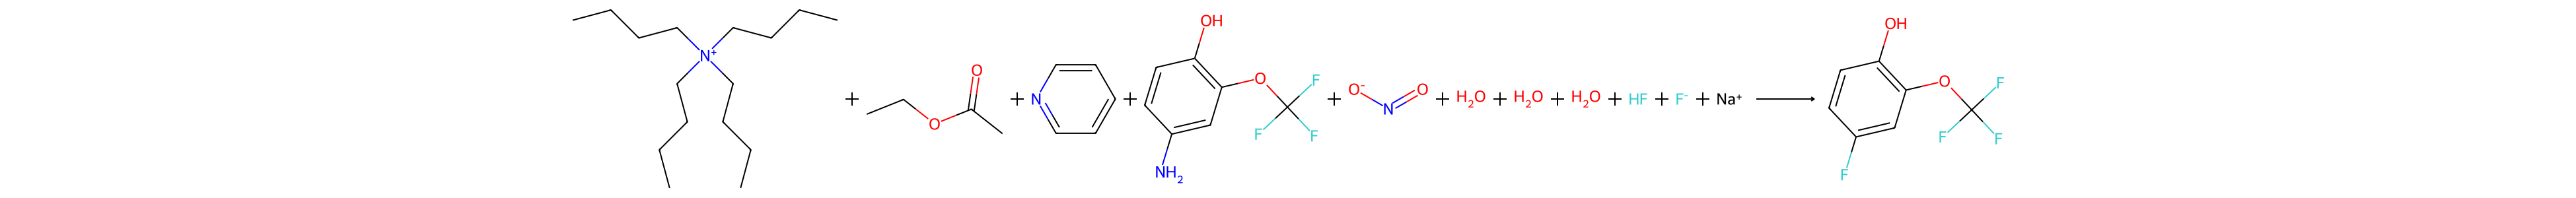 N⁺ + O O + N + OH O F F F NH₂ + O⁻ N O + H₂O + H₂O + H₂O + HF + F⁻ + Na⁺ → OH O F F F F